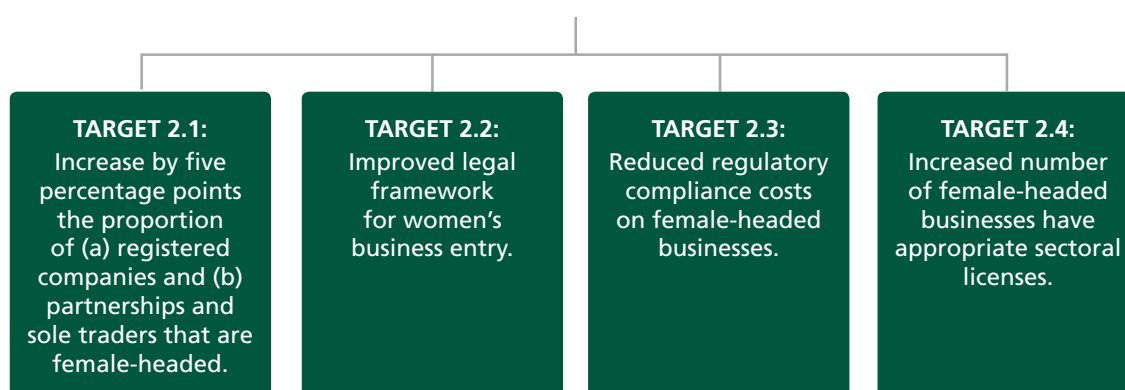 TARGET 2.1:
Increase by five
percentage points
the proportion
of (a) registered
companies and (b)
partnerships and
sole traders that are
female-headed.
TARGET 2.2:
Improved legal
framework
for women’s
business entry.
TARGET 2.3:
Reduced regulatory
compliance costs
on female-headed
businesses.
TARGET 2.4:
Increased number
of female-headed
businesses have
appropriate sectoral
licenses.